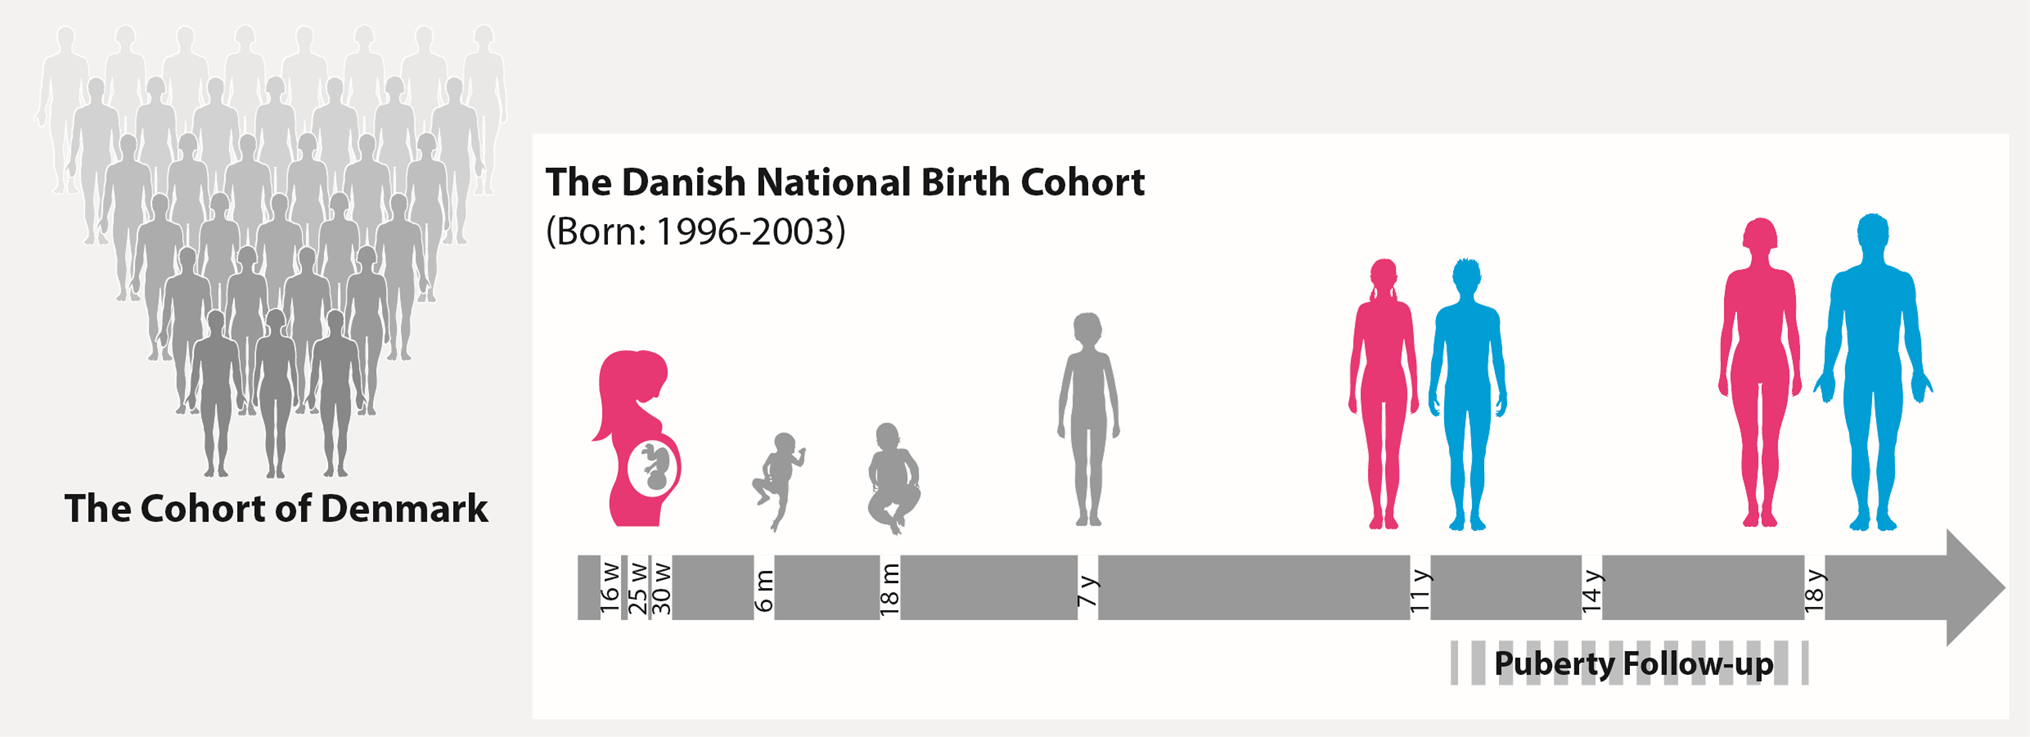 The Cohort of Denmark
The Danish National Birth Cohort
(Born: 1996-2003)
16 w
25 w
30 w
6 m
18 m
7 y
11 y
14 y
18 y
Puberty Follow-up